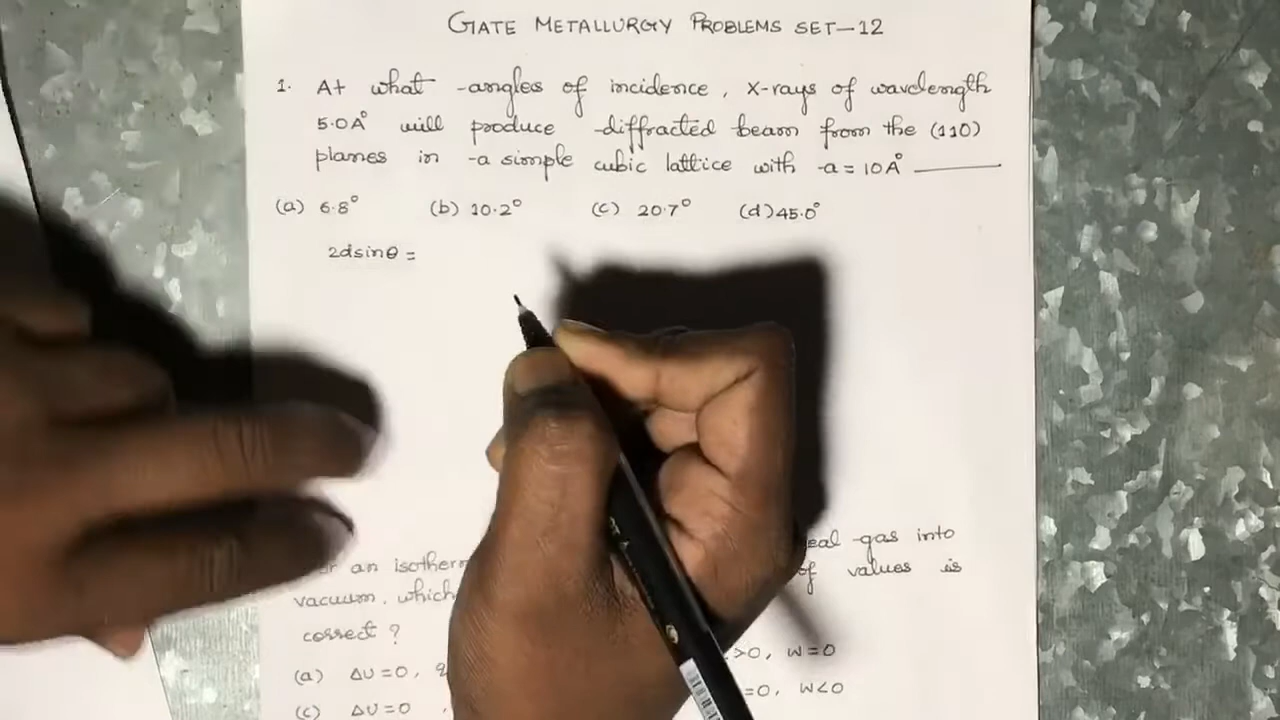 GATE METALLURGY PROBLEMS SET-12
1. At what angles of incidence, X-rays of wavelength
5.0A° will produce diffracted beam from the (110)
planes in a simple cubic lattice with a = 10A° ______
(a) 6.8° (b) 10.2° (c) 20.7° (d) 45.0°
2dsinθ =
an isotherm gas into
vacuum, which of values is
correct?
(a) ΔU=0, >0, W=0
(c) ΔU=0 =0, W<0